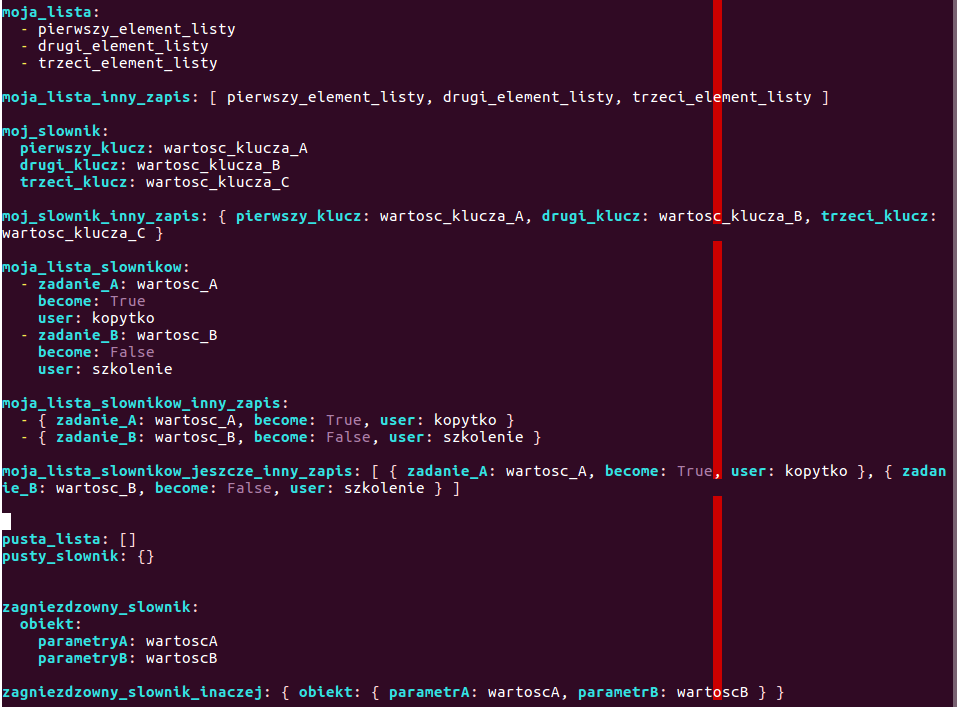 moja_lista:
  - pierwszy_element_listy
  - drugi_element_listy
  - trzeci_element_listy

moja_lista_inny_zapis: [ pierwszy_element_listy, drugi_element_listy, trzeci_element_listy ]

moj_slownik:
  pierwszy_klucz: wartosc_klucza_A
  drugi_klucz: wartosc_klucza_B
  trzeci_klucz: wartosc_klucza_C

moj_slownik_inny_zapis: { pierwszy_klucz: wartosc_klucza_A, drugi_klucz: wartosc_klucza_B, trzeci_klucz:
wartosc_klucza_C }

moja_lista_slownikow:
  - zadanie_A: wartosc_A
    become: True
    user: kopytko
  - zadanie_B: wartosc_B
    become: False
    user: szkolenie

moja_lista_slownikow_inny_zapis:
  - { zadanie_A: wartosc_A, become: True, user: kopytko }
  - { zadanie_B: wartosc_B, become: False, user: szkolenie }

moja_lista_slownikow_jeszcze_inny_zapis: [ { zadanie_A: wartosc_A, become: True, user: kopytko }, { zadan
ie_B: wartosc_B, become: False, user: szkolenie } ]

pusta_lista: []
pusty_slownik: {}

zagniezdzowny_slownik:
  obiekt:
    parametryA: wartoscA
    parametryB: wartoscB

zagniezdzowny_slownik_inaczej: { obiekt: { parametrA: wartoscA, parametrB: wartoscB } }